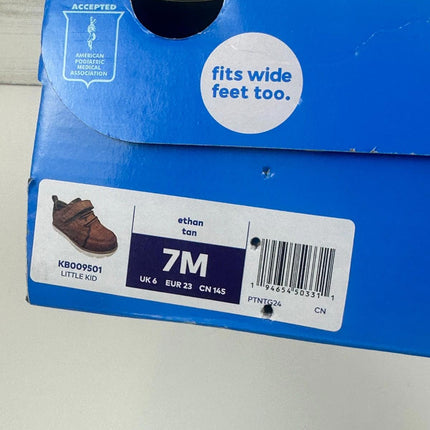 ACCEPTED
AMERICAN
PODIATRIC
MEDICAL
ASSOCIATION
fits wide
feet too.
ethan
tan
7M
UK 6 EUR 23 CN 145
KB009501
LITTLE KID
1 94654 50331 1
PTNTG24
CN